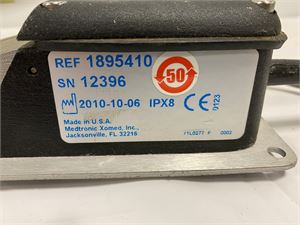 REF 1895410
SN 12396
50
2010-10-06 IPX8 CE 0123
Made in U.S.A.
Medtronic Xomed, Inc.,
Jacksonville, FL 32216
0002